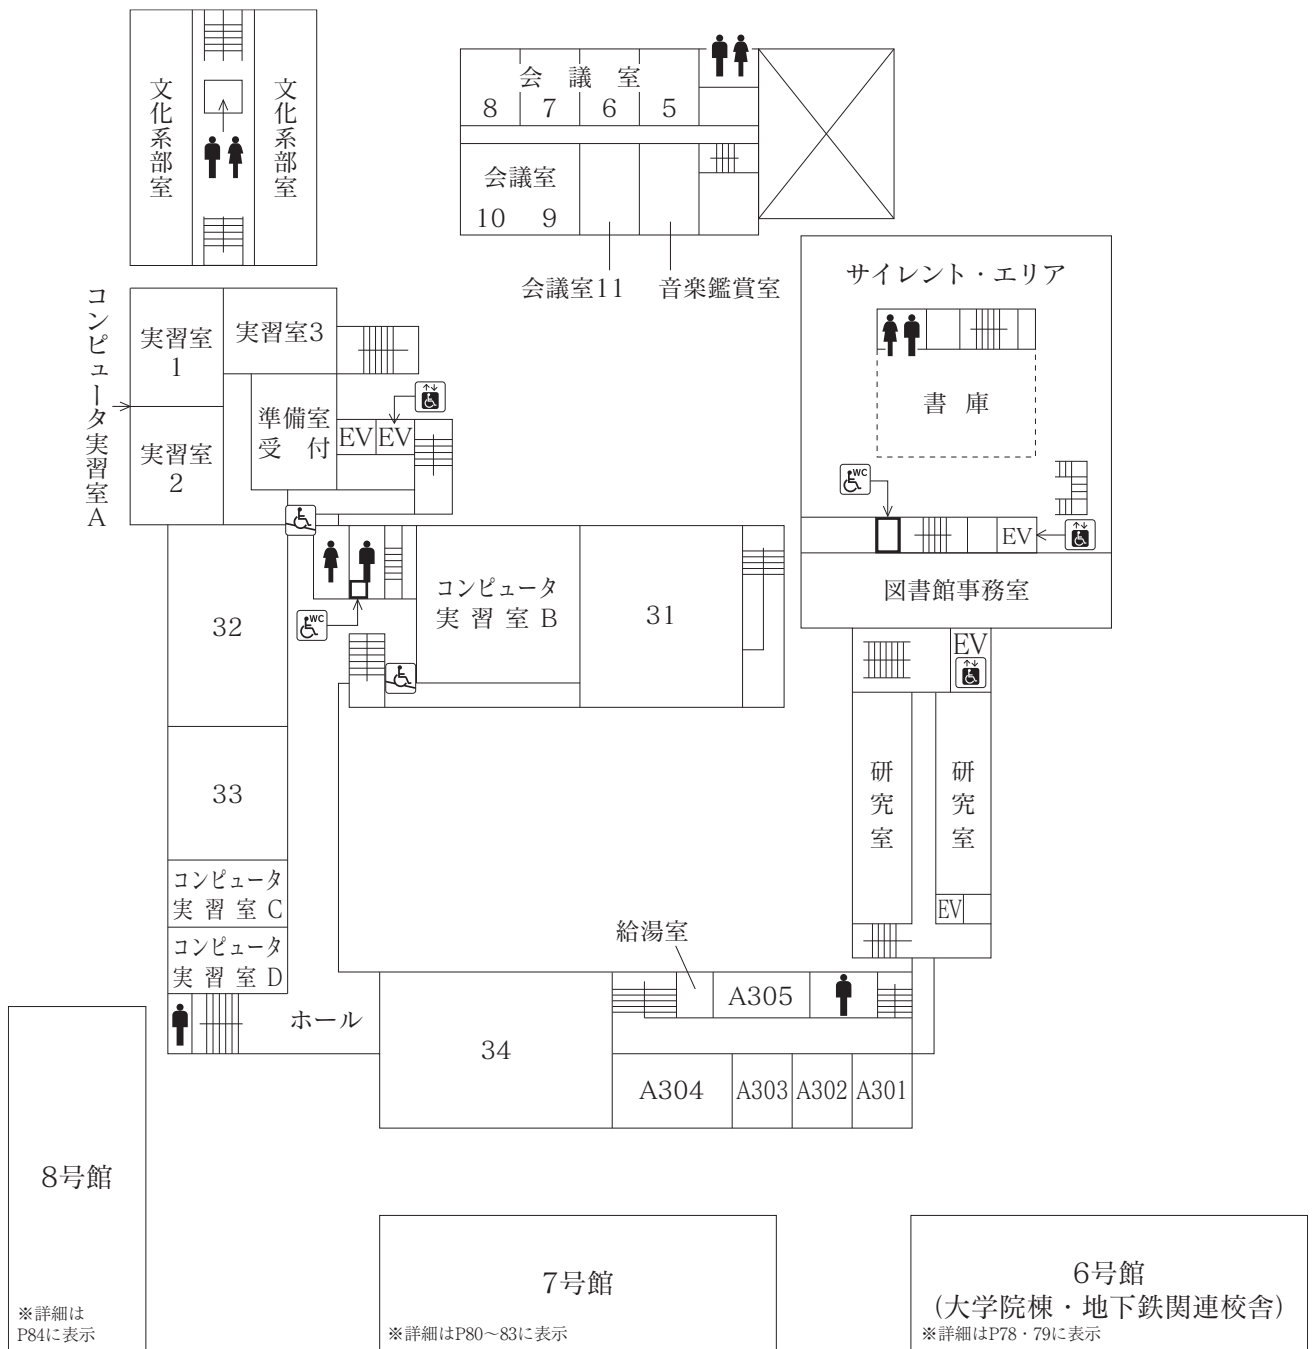 文化系部室
文化系部室
会議室
8 7 6 5
会議室
10 9
会議室11
音楽鑑賞室
サイレント・エリア
書庫
WC
EV
図書館事務室
コンピュータ実習室A
実習室
1
実習室3
準備室
受付
EV EV
実習室
2
WC
コンピュータ
実習室B
31
32
EV
33
研究室
研究室
コンピュータ
実習室C
EV
コンピュータ
実習室D
給湯室
A305
ホール
34
A304
A303
A302
A301
8号館
※詳細は
P84に表示
7号館
※詳細はP80～83に表示
6号館
(大学院棟・地下鉄関連校舎)
※詳細はP78・79に表示